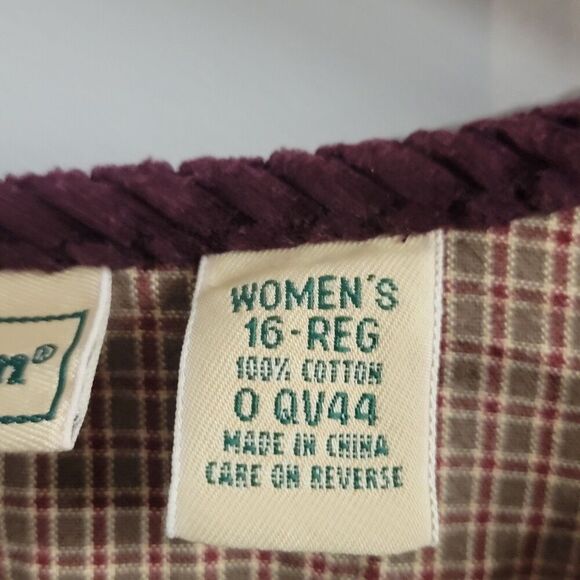 WOMEN'S
16-REG
100% COTTON
0 QV44
MADE IN CHINA
CARE ON REVERSE